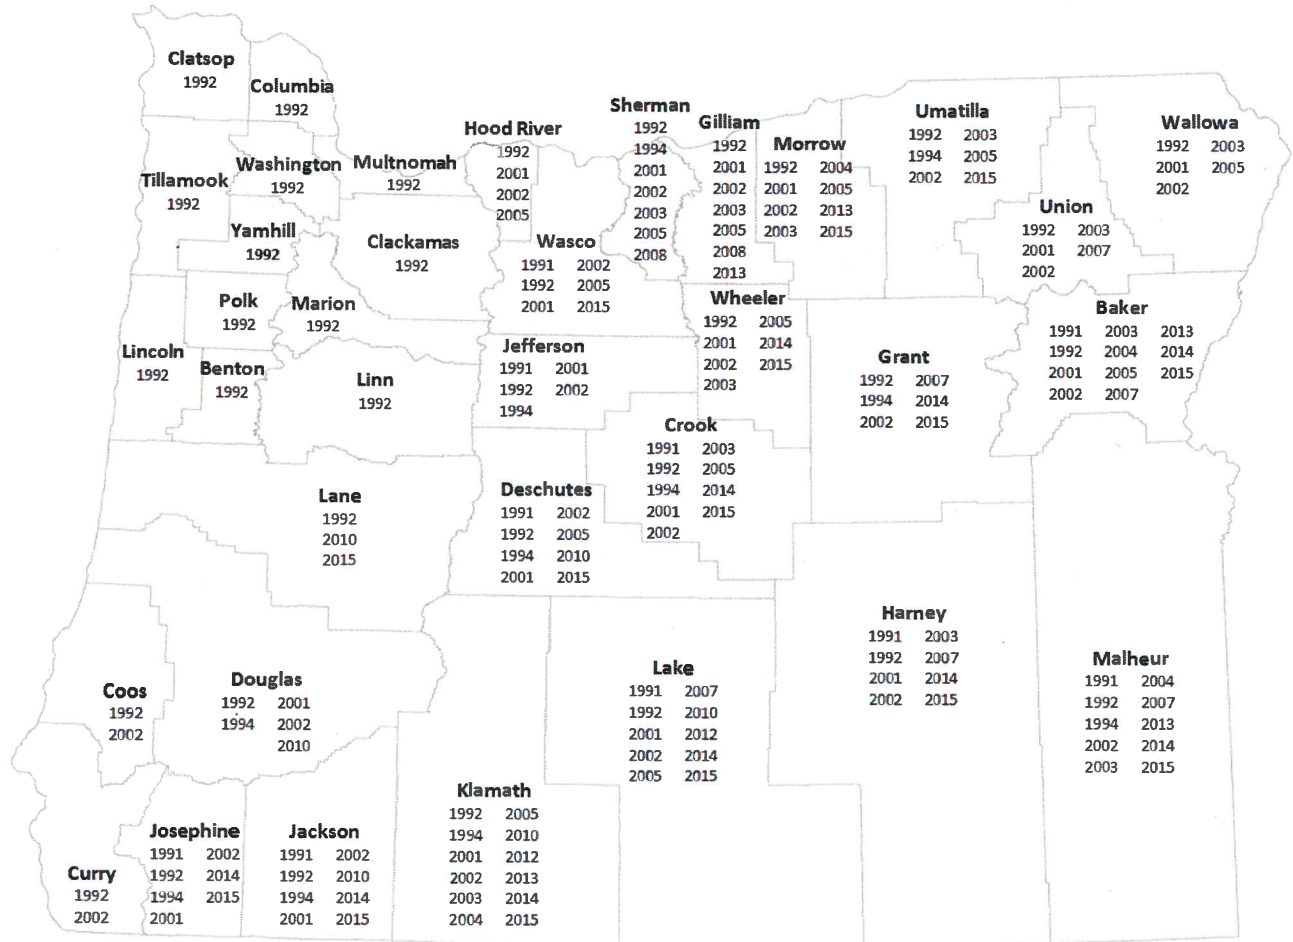 Clatsop
1992
Columbia
1992
Tillamook
1992
Washington
1992
Multnomah
1992
Hood River
1992
2001
2002
2005
Sherman
1992
1994
2001
2002
2003
2005
2008
Gilliam
1992
2001
2002
2003
2005
2008
2013
Morrow
1992 2004
2001 2005
2002 2013
2003 2015
Umatilla
1992 2003
1994 2005
2002 2015
Wallowa
1992 2003
2001 2005
2002
Union
1992 2003
2001 2007
2002
Yamhill
1992
Clackamas
1992
Wasco
1991 2002
1992 2005
2001 2015
Polk
1992
Marion
1992
Lincoln
1992
Benton
1992
Linn
1992
Jefferson
1991 2001
1992 2002
1994
Wheeler
1992 2005
2001 2014
2002 2015
2003
Grant
1992 2007
1994 2014
2002 2015
Baker
1991 2003 2013
1992 2004 2014
2001 2005 2015
2002 2007
Crook
1991 2003
1992 2005
1994 2014
2001 2015
2002
Lane
1992
2010
2015
Deschutes
1991 2002
1992 2005
1994 2010
2001 2015
Harney
1991 2003
1992 2007
2001 2014
2002 2015
Malheur
1991 2004
1992 2007
1994 2013
2002 2014
2003 2015
Coos
1992
2002
Douglas
1992 2001
1994 2002
2010
Lake
1991 2007
1992 2010
2001 2012
2002 2014
2005 2015
Klamath
1992 2005
1994 2010
2001 2012
2002 2013
2003 2014
2004 2015
Curry
1992
2002
Josephine
1991 2002
1992 2014
1994 2015
2001
Jackson
1991 2002
1992 2010
1994 2014
2001 2015